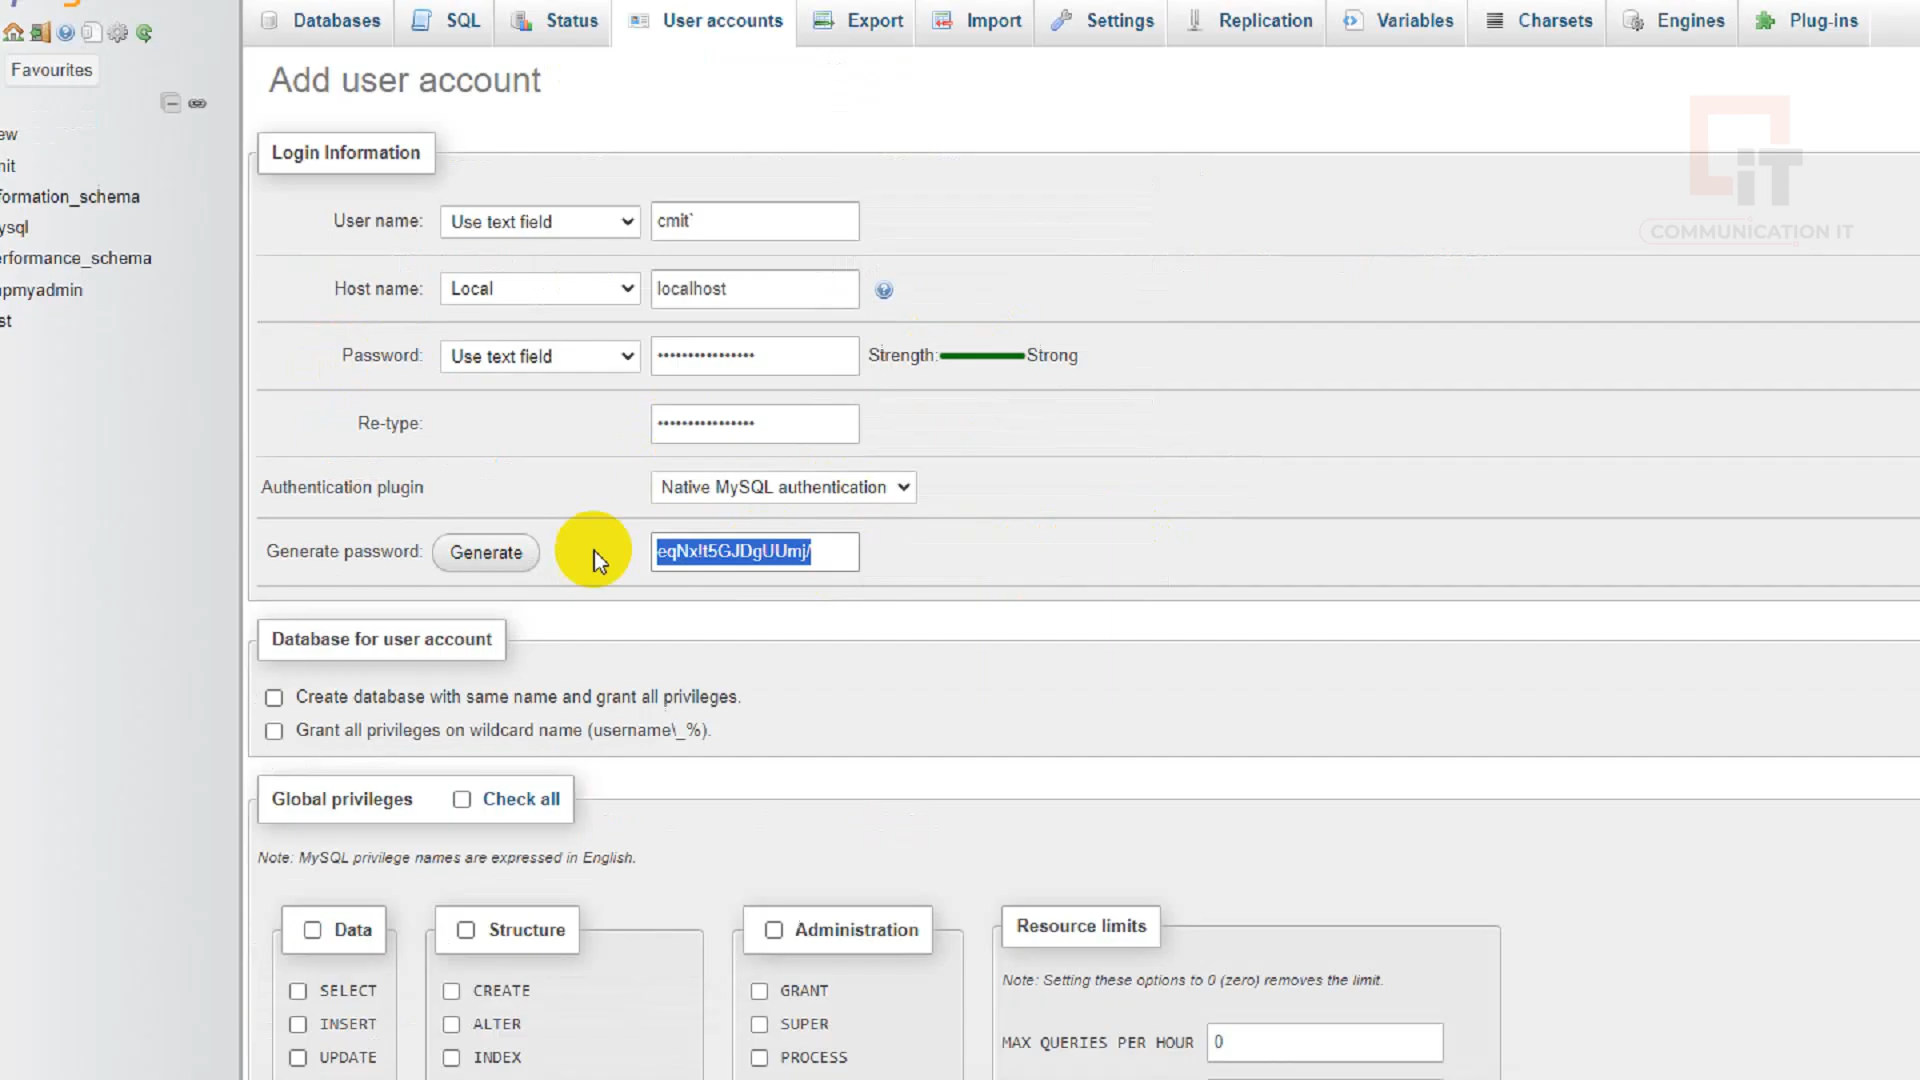 Databases SQL Status User accounts Export Import Settings Replication Variables Charsets Engines Plug-ins
Favourites
Add user account
ew
Login Information
nit
formation_schema
User name: Use text field cmit`
COMMUNICATION IT
ysql
erformance_schema
Host name: Local localhost
pmyadmin
st
Password: Use text field •••••••••••••••• Strength: Strong
Re-type: ••••••••••••••••
Authentication plugin Native MySQL authentication
Generate password: Generate eqNx!t5GJDgUUmj/
Database for user account
Create database with same name and grant all privileges.
Grant all privileges on wildcard name (username\_%).
Global privileges Check all
Note: MySQL privilege names are expressed in English.
Data Structure Administration Resource limits
Note: Setting these options to 0 (zero) removes the limit.
SELECT CREATE GRANT
INSERT ALTER SUPER
MAX QUERIES PER HOUR 0
UPDATE INDEX PROCESS